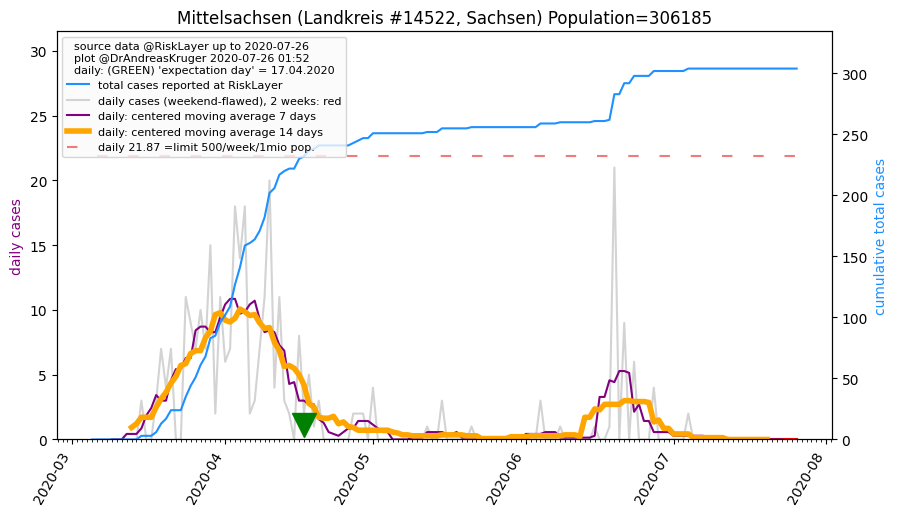 Mittelsachsen (Landkreis #14522, Sachsen) Population=306185
source data @RiskLayer up to 2020-07-26
plot @DrAndreasKruger 2020-07-26 01:52
daily: (GREEN) 'expectation day' = 17.04.2020
total cases reported at RiskLayer
daily cases (weekend-flawed), 2 weeks: red
daily: centered moving average 7 days
daily: centered moving average 14 days
daily 21.87 =limit 500/week/1mio pop.
30
25
20
15
10
5
0
daily cases
300
250
200
150
100
50
0
cumulative total cases
2020-03
2020-04
2020-05
2020-06
2020-07
2020-08